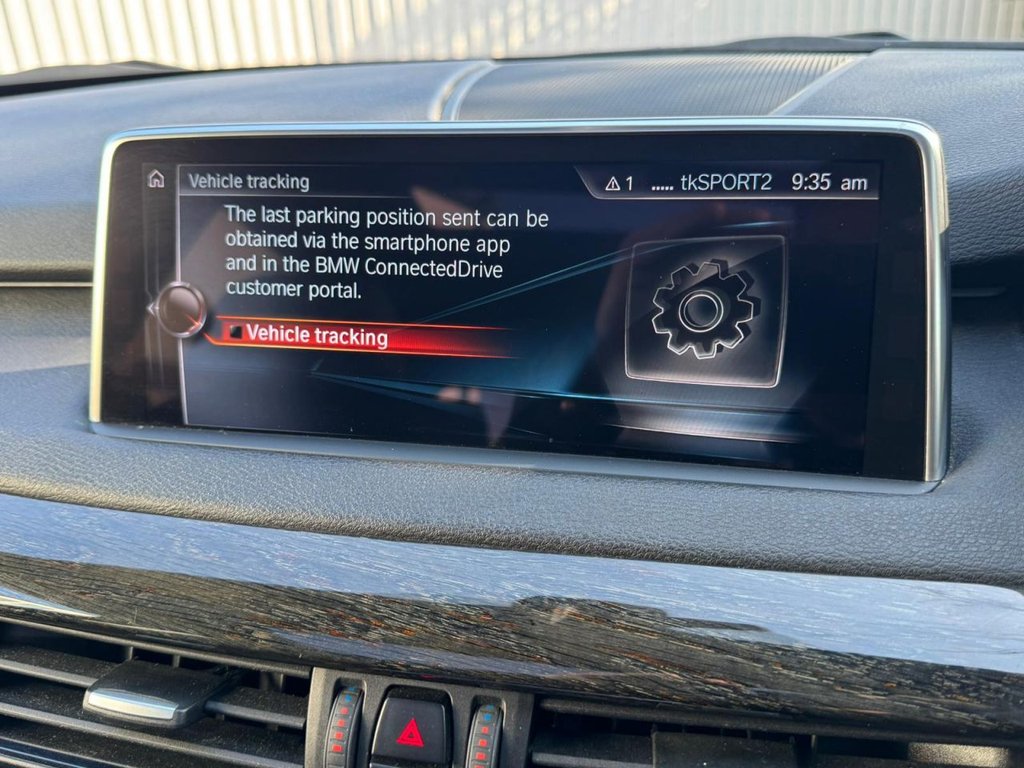 Vehicle tracking
1 ..... tkSPORT2 9:35 am
The last parking position sent can be
obtained via the smartphone app
and in the BMW ConnectedDrive
customer portal.
Vehicle tracking